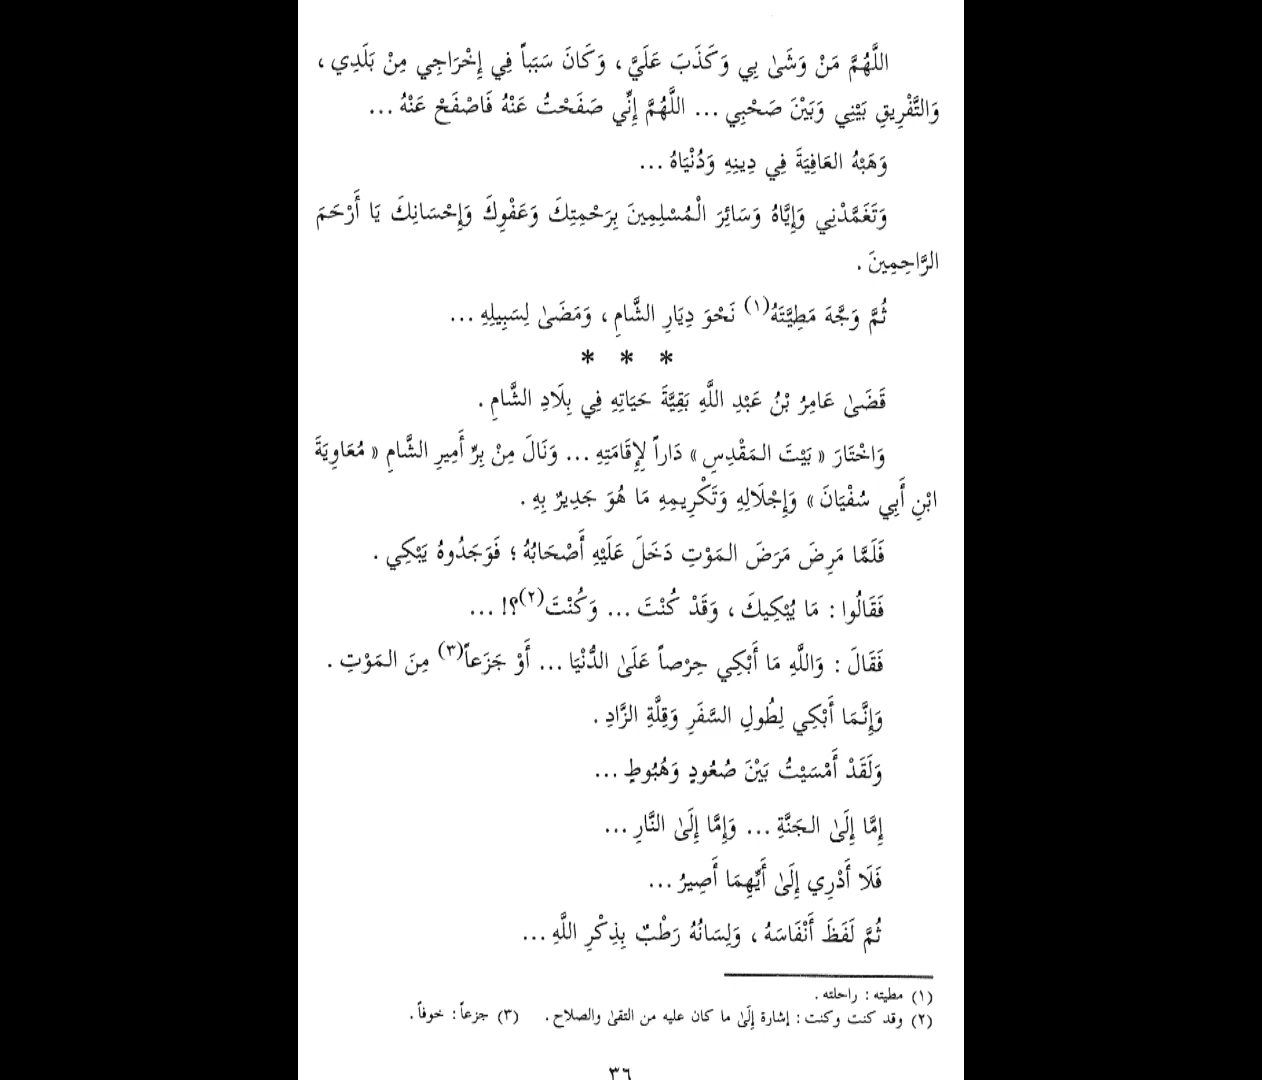 اللَّهُمَّ مَنْ وَشَىٰ بِي وَكَذَبَ عَلَيَّ ، وَكَانَ سَبَباً فِي إِخْرَاجِي مِنْ بَلَدِي ،
وَالتَّفْرِيقِ بَيْنِي وَبَيْنَ صَحْبِي ... اللَّهُمَّ إِنِّي صَفَحْتُ عَنْهُ فَاصْفَحْ عَنْهُ ...
وَهَبْهُ العَافِيَةَ فِي دِينِهِ وَدُنْيَاهُ ...
وَتَغَمَّدْنِي وَإِيَّاهُ وَسَائِرَ الْمُسْلِمِينَ بِرَحْمَتِكَ وَعَفْوِكَ وَإِحْسَانِكَ يَا أَرْحَمَ
الرَّاحِمِينَ .
ثُمَّ وَجَّهَ مَطِيَّتَهُ(١) نَحْوَ دِيَارِ الشَّامِ ، وَمَضَىٰ لِسَبِيلِهِ ...
* * *
قَضَىٰ عَامِرُ بْنُ عَبْدِ اللَّهِ بَقِيَّةَ حَيَاتِهِ فِي بِلَادِ الشَّامِ .
وَاخْتَارَ « بَيْتَ المَقْدِسِ » دَاراً لِإِقَامَتِهِ ... وَنَالَ مِنْ بِرِّ أَمِيرِ الشَّامِ « مُعَاوِيَةَ
ابْنِ أَبِي سُفْيَانَ » وَإِجْلَالِهِ وَتَكْرِيمِهِ مَا هُوَ جَدِيرٌ بِهِ .
فَلَمَّا مَرِضَ مَرَضَ المَوْتِ دَخَلَ عَلَيْهِ أَصْحَابُهُ ؛ فَوَجَدُوهُ يَبْكِي .
فَقَالُوا : مَا يُبْكِيكَ ، وَقَدْ كُنْتَ ... وَكُنْتَ(٢)؟! ...
فَقَالَ : وَاللَّهِ مَا أَبْكِي حِرْصاً عَلَىٰ الدُّنْيَا ... أَوْ جَزَعاً(٣) مِنَ المَوْتِ .
وَإِنَّمَا أَبْكِي لِطُولِ السَّفَرِ وَقِلَّةِ الزَّادِ .
وَلَقَدْ أَمْسَيْتُ بَيْنَ صُعُودٍ وَهُبُوطٍ ...
إِمَّا إِلَىٰ الجَنَّةِ ... وَإِمَّا إِلَىٰ النَّارِ ...
فَلَا أَدْرِي إِلَىٰ أَيِّهِمَا أَصِيرُ ...
ثُمَّ لَفَظَ أَنْفَاسَهُ ، وَلِسَانُهُ رَطْبٌ بِذِكْرِ اللَّهِ ...
(١) مطيته : راحلته .
(٢) وقد كنت وكنت : إشارة إِلَىٰ ما كان عليه من التقىٰ والصلاح . (٣) جزعاً : خوفاً .
٣٦